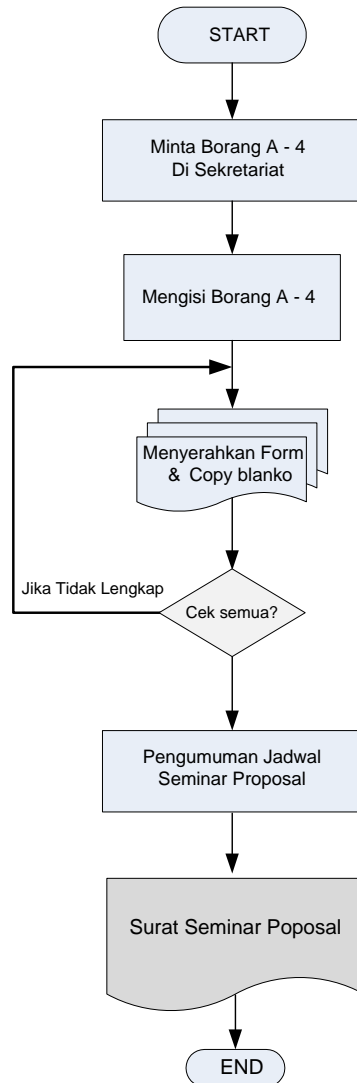 START
Minta Borang A - 4
Di Sekretariat
Mengisi Borang A - 4
Menyerahkan Form
& Copy blanko
Jika Tidak Lengkap
Cek semua?
Pengumuman Jadwal
Seminar Proposal
Surat Seminar Poposal
END